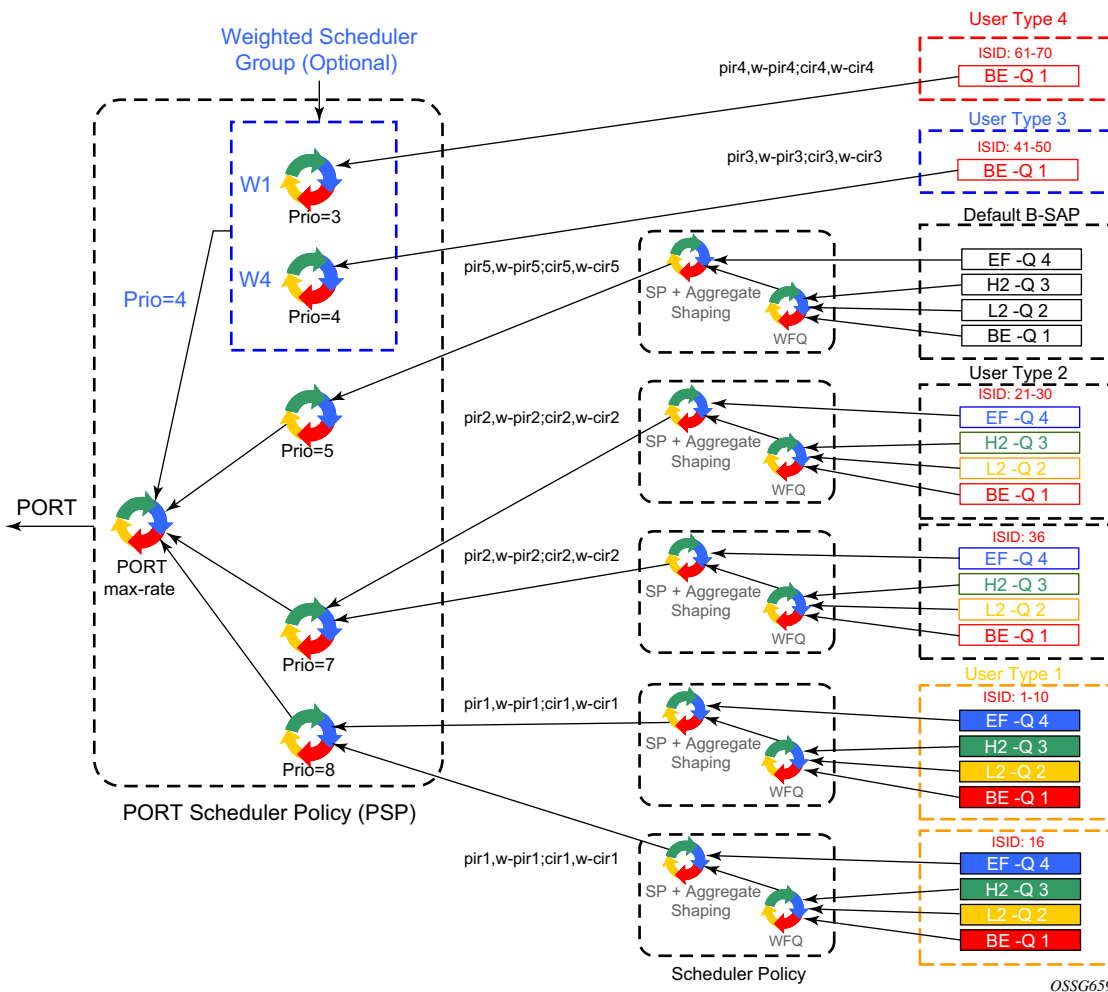 User Type 4
Weighted Scheduler
Group (Optional)
ISID: 61-70
BE -Q 1
pir4,w-pir4;cir4,w-cir4
User Type 3
ISID: 41-50
BE -Q 1
pir3,w-pir3;cir3,w-cir3
W1
Prio=3
W4
Prio=4
Prio=4
Default B-SAP
EF -Q 4
H2 -Q 3
L2 -Q 2
BE -Q 1
pir5,w-pir5;cir5,w-cir5
SP + Aggregate
Shaping
WFQ
User Type 2
ISID: 21-30
EF -Q 4
H2 -Q 3
L2 -Q 2
BE -Q 1
pir2,w-pir2;cir2,w-cir2
SP + Aggregate
Shaping
WFQ
Prio=5
PORT
PORT
max-rate
ISID: 36
EF -Q 4
H2 -Q 3
L2 -Q 2
BE -Q 1
pir2,w-pir2;cir2,w-cir2
SP + Aggregate
Shaping
WFQ
Prio=7
User Type 1
ISID: 1-10
EF -Q 4
H2 -Q 3
L2 -Q 2
BE -Q 1
pir1,w-pir1;cir1,w-cir1
SP + Aggregate
Shaping
WFQ
Prio=8
PORT Scheduler Policy (PSP)
ISID: 16
EF -Q 4
H2 -Q 3
L2 -Q 2
BE -Q 1
pir1,w-pir1;cir1,w-cir1
SP + Aggregate
Shaping
WFQ
Scheduler Policy
OSSG659